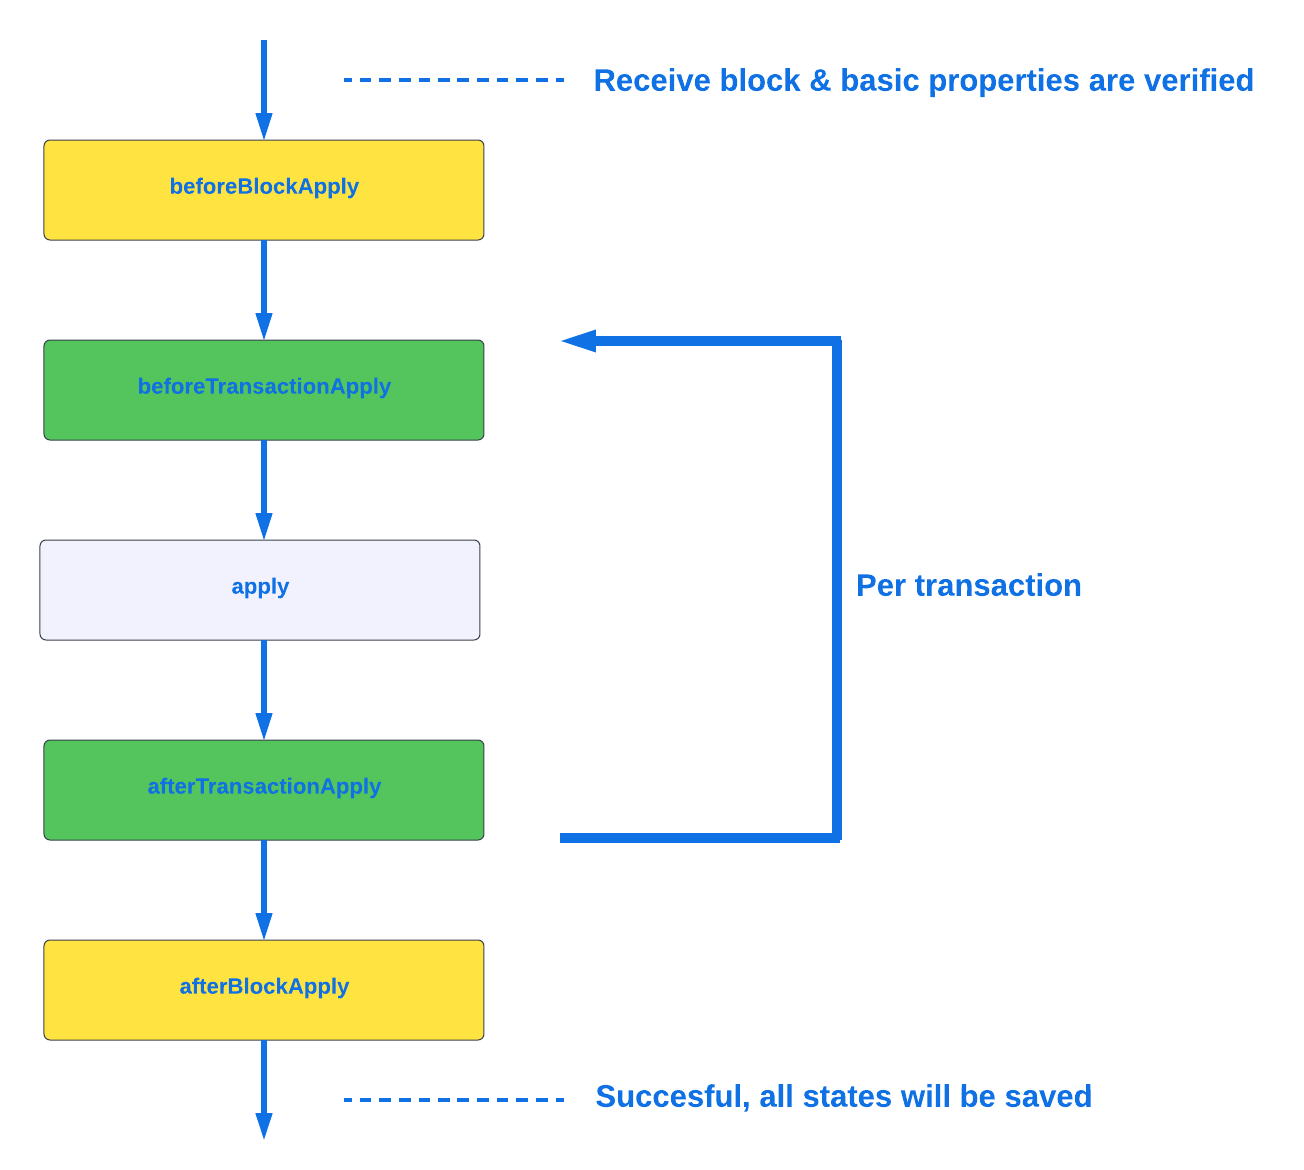 Receive block & basic properties are verified
beforeBlockApply
beforeTransactionApply
apply
Per transaction
afterTransactionApply
afterBlockApply
Succesful, all states will be saved